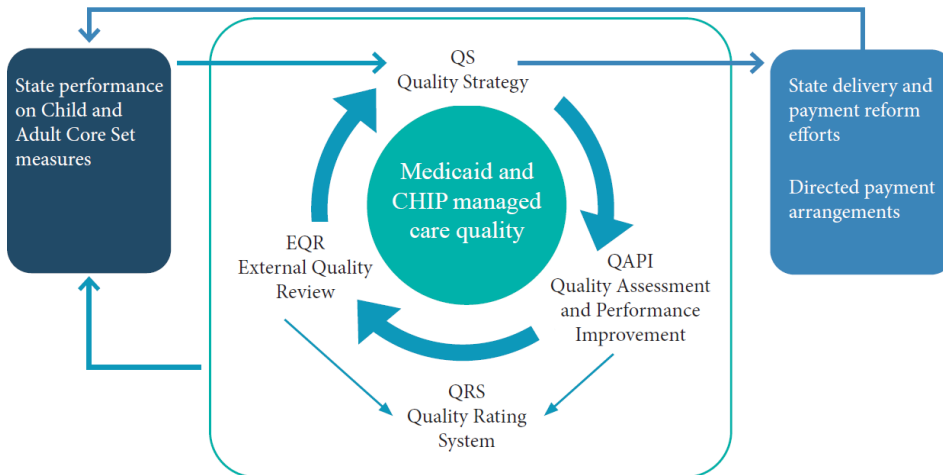 State performance
on Child and
Adult Core Set
measures
QS
Quality Strategy
Medicaid and
CHIP managed
care quality
EQR
External Quality
Review
QAPI
Quality Assessment
and Performance
Improvement
QRS
Quality Rating
System
State delivery and
payment reform
efforts
Directed payment
arrangements